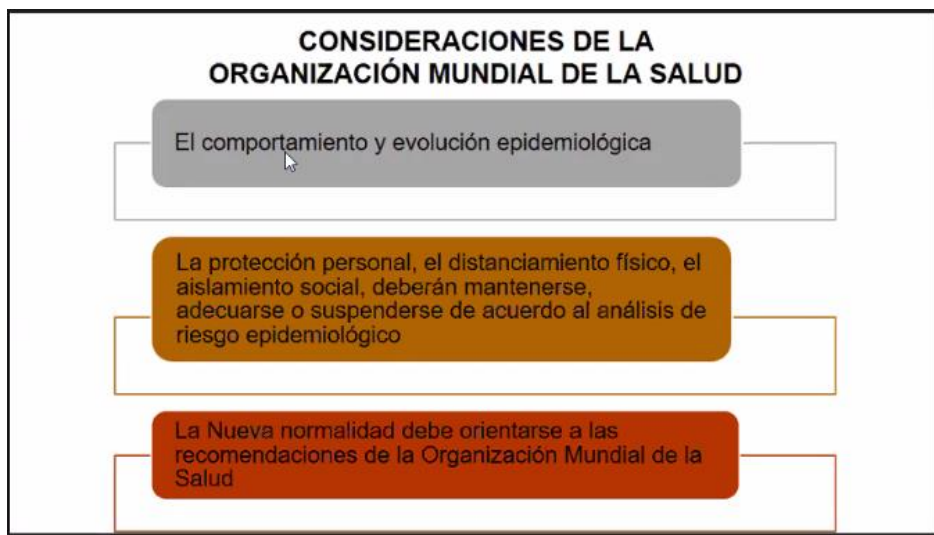 CONSIDERACIONES DE LA
ORGANIZACIÓN MUNDIAL DE LA SALUD
El comportamiento y evolución epidemiológica
La protección personal, el distanciamiento físico, el
aislamiento social, deberán mantenerse,
adecuarse o suspenderse de acuerdo al análisis de
riesgo epidemiológico
La Nueva normalidad debe orientarse a las
recomendaciones de la Organización Mundial de la
Salud